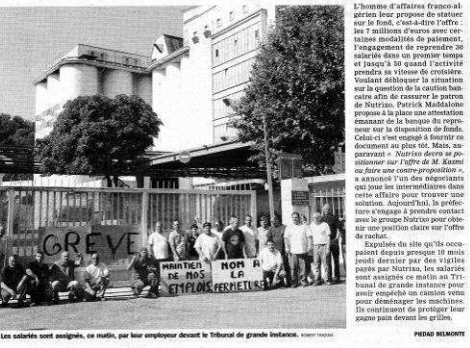 GREVE
MAINTIEN
DE NOS
EMPLOIS
NON A
LA
FERMETURE
Les salariés sont assignés, ce matin, par leur employeur devant le Tribunal de grande instance.
L'homme d'affaires franco-al-
gérien leur propose de statuer
sur le fond, c'est-à-dire l'offre :
les 7 millions d'euros avec cer-
taines modalités de paiement,
l'engagement de reprendre 30
salariés dans un premier temps
et jusqu'à 50 quand l'activité
prendra sa vitesse de croisière.
Voulant débloquer la situation
sur la question de la caution ban-
caire afin de rassurer le patron
de Nutrixo, Patrick Maddalone
propose à la place une attestation
émanant de la banque du repre-
neur sur la disposition de fonds.
Celui-ci s'est engagé à fournir ce
document au plus tôt. Mais, au-
paravant « Nutrixo devra se po-
sitionner sur l'offre de M. Kazmi
ou faire une contre-proposition »,
a annoncé l'un des négociants
qui joue les intermédiaires dans
cette affaire pour trouver une
solution. Aujourd'hui, la préfec-
ture s'engage à prendre contact
avec le groupe Nutrixo pour obte-
nir une position claire sur l'offre
de rachat.
Expulsés du site qu'ils occu-
paient depuis presque 10 mois
jeudi dernier par des vigiles
payés par Nutrixo, les salariés
sont assignés ce matin au Tri-
bunal de grande instance pour
avoir empêché un camion venu
pour déménager les machines.
Ils continuent de protéger leur
gagne pain devant les grilles.
PIEDAD BELMONTE